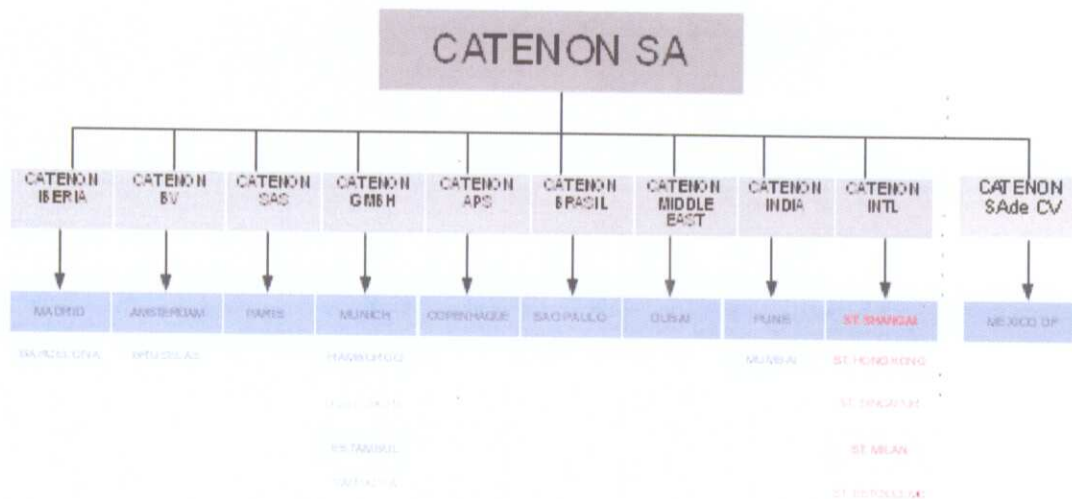 CATENON SA
CATENON IBERIA
CATENON BV
CATENON SAS
CATENON GMBH
CATENON APS
CATENON BRASIL
CATENON MIDDLE EAST
CATENON INDIA
CATENON INTL
CATENON SAde CV
MADRID
AMSTERDAM
PARIS
MUNICH
COPENHAQUE
SAO PAULO
DUBAI
PUNE
ST. SHANGAI
MEXICO DF
BARCELONA
BRUSELAS
HAMBURGO
MUMBAI
ST. HONG KONG
ST. SINGAPUR
ESTAMBUL
ST. MILAN